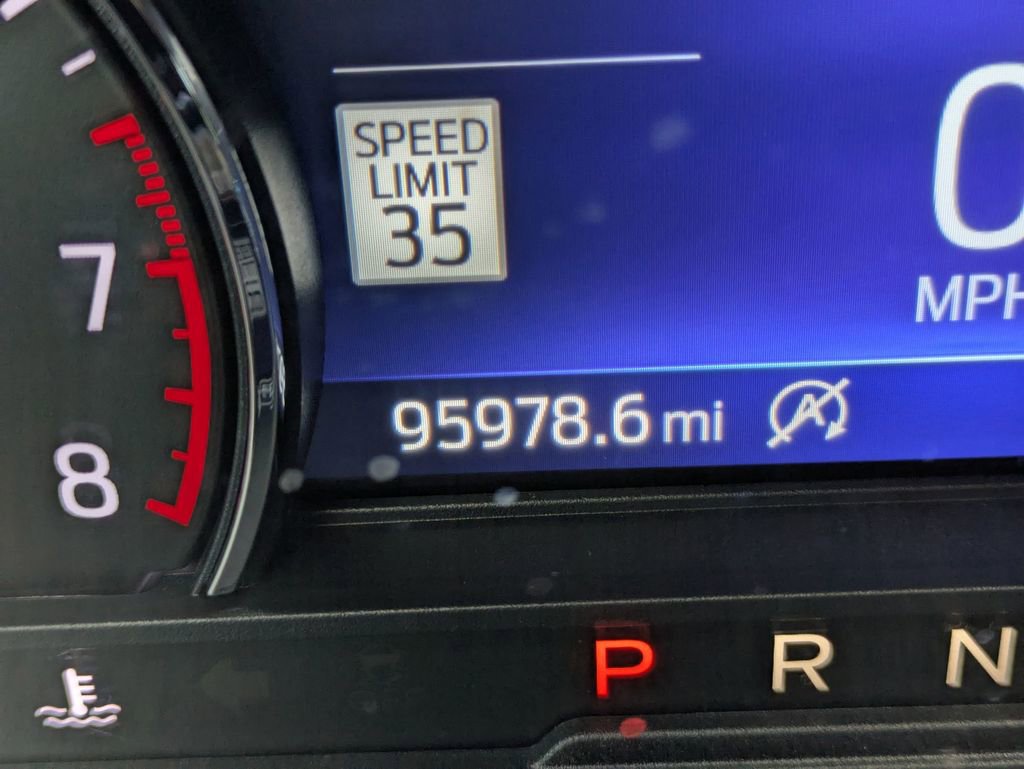 SPEED
LIMIT
35
0
MPH
7
95978.6 mi
A
8
P R N